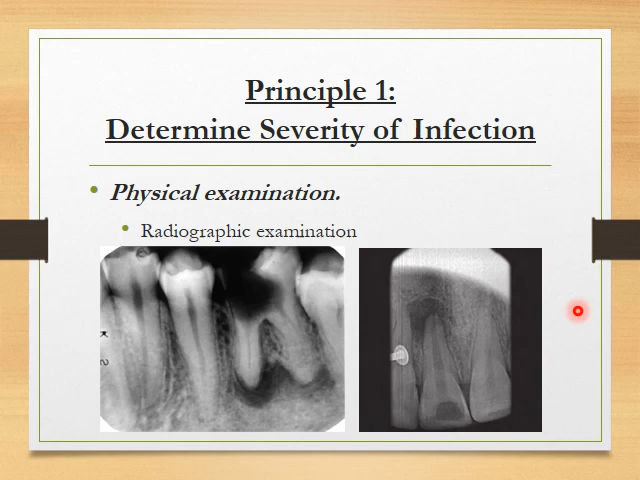 Principle 1:
Determine Severity of Infection
• Physical examination.
• Radiographic examination